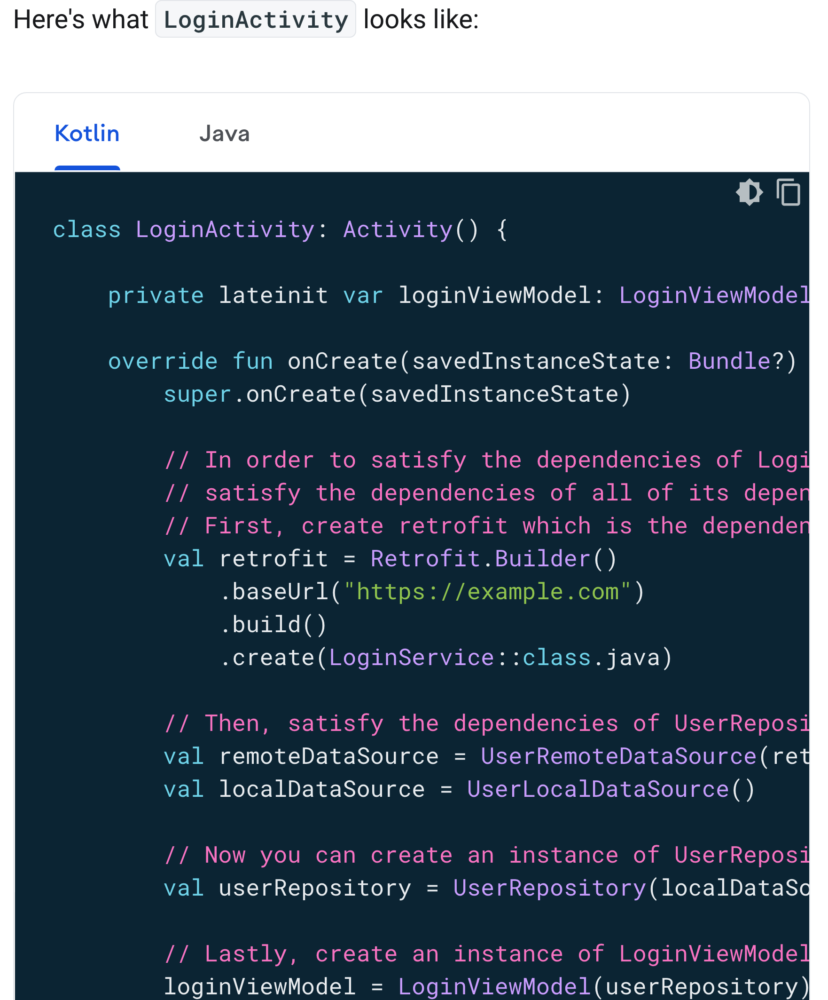 Here's what LoginActivity looks like:
Kotlin Java
class LoginActivity: Activity() {
private lateinit var loginViewModel: LoginViewModel
override fun onCreate(savedInstanceState: Bundle?)
super.onCreate(savedInstanceState)
// In order to satisfy the dependencies of Logi
// satisfy the dependencies of all of its depen
// First, create retrofit which is the dependen
val retrofit = Retrofit.Builder()
.baseUrl("https://example.com")
.build()
.create(LoginService::class.java)
// Then, satisfy the dependencies of UserReposi
val remoteDataSource = UserRemoteDataSource(ret
val localDataSource = UserLocalDataSource()
// Now you can create an instance of UserReposi
val userRepository = UserRepository(localDataSo
// Lastly, create an instance of LoginViewModel
loginViewModel = LoginViewModel(userRepository)